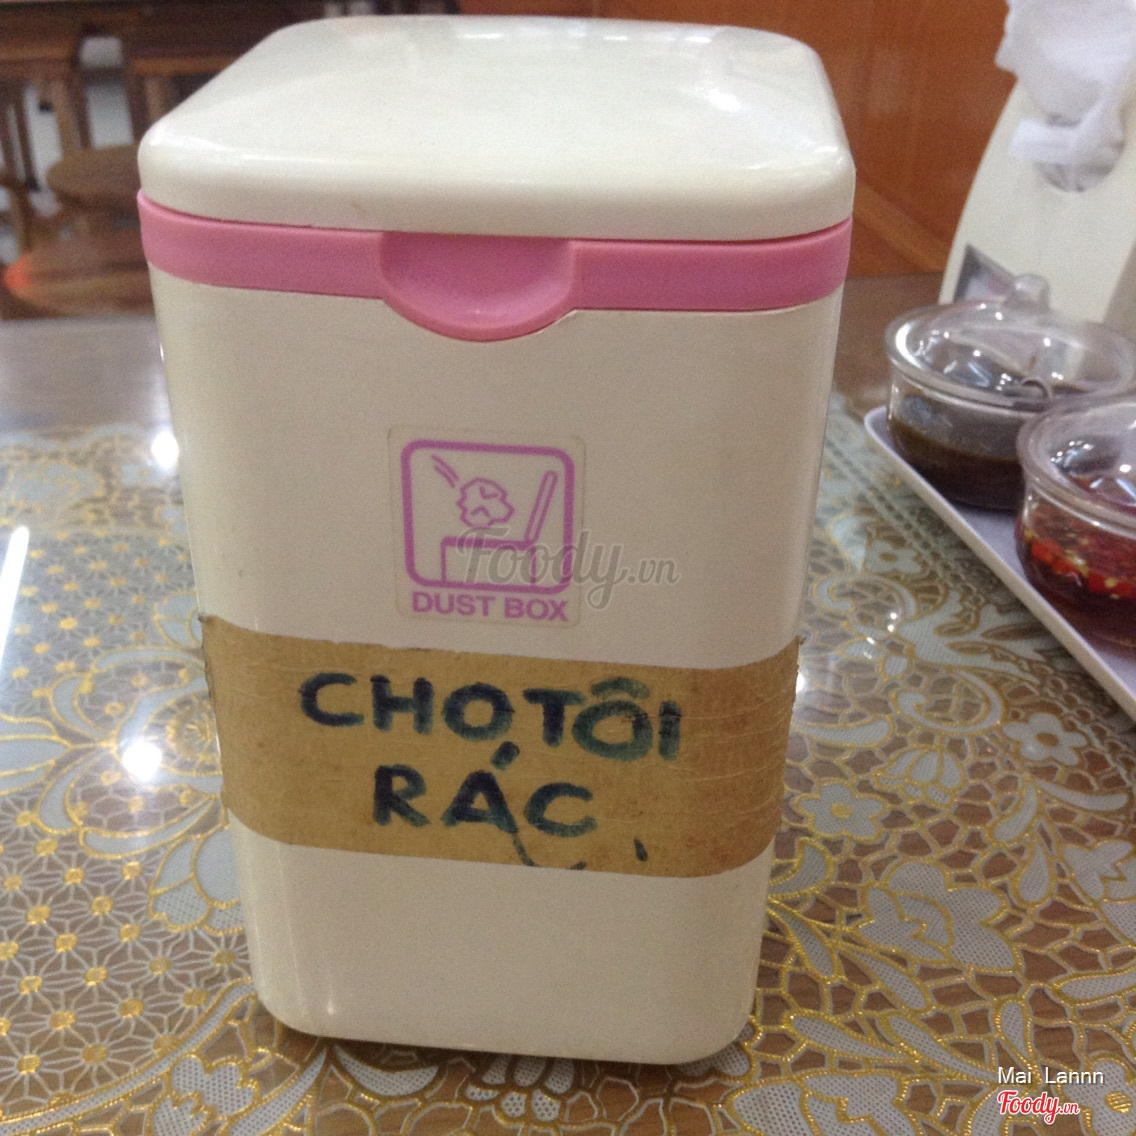 DUST BOX
Foody.vn
CHO TÔI
RÁC
Mai Lannn
Foody.vn